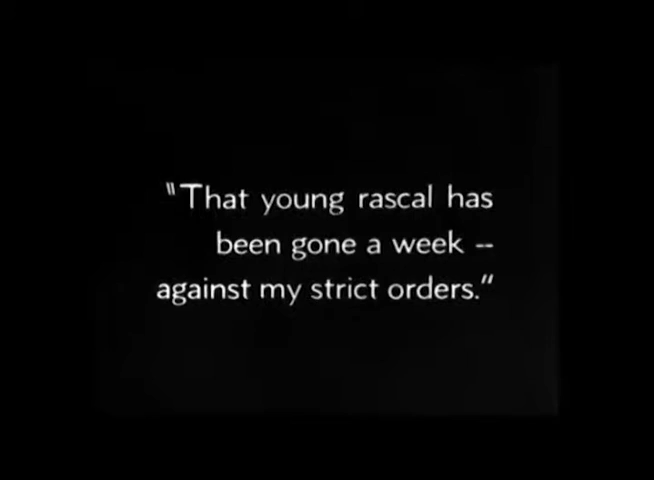 "That young rascal has
been gone a week --
against my strict orders."